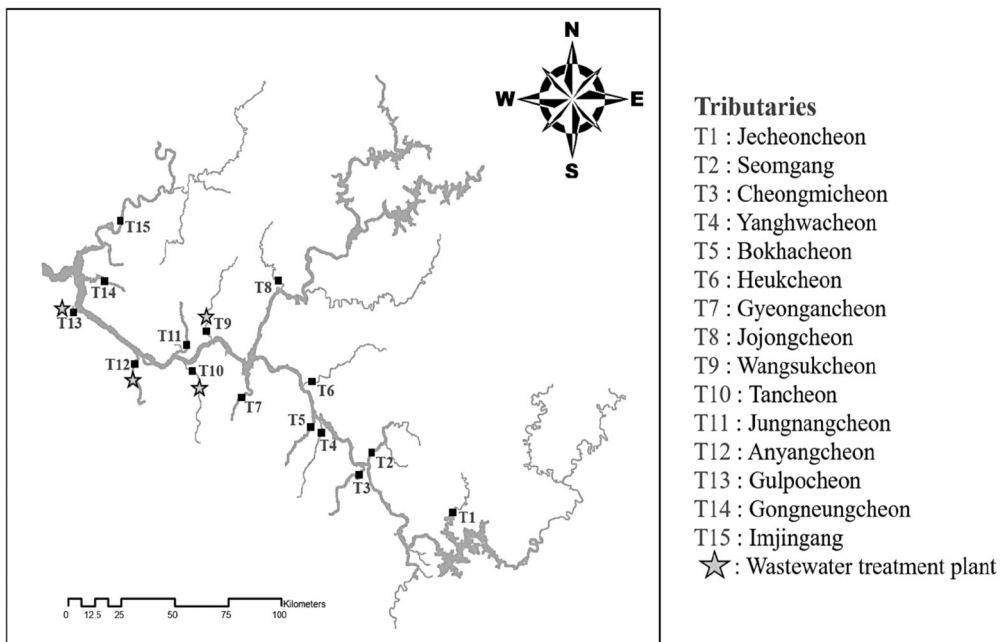 N
W
E
S
T15
T14
T13
T8
T11
T9
T12
T10
T7
T6
T5
T4
T2
T3
T1
Kilometers
0 12.5 25 50 75 100
Tributaries
T1 : Jecheoncheon
T2 : Seomgang
T3 : Cheongmicheon
T4 : Yanghwacheon
T5 : Bokhacheon
T6 : Heukcheon
T7 : Gyeongancheon
T8 : Jojongcheon
T9 : Wangsukcheon
T10 : Tancheon
T11 : Jungnangcheon
T12 : Anyangcheon
T13 : Gulpocheon
T14 : Gongneungcheon
T15 : Imjingang
: Wastewater treatment plant